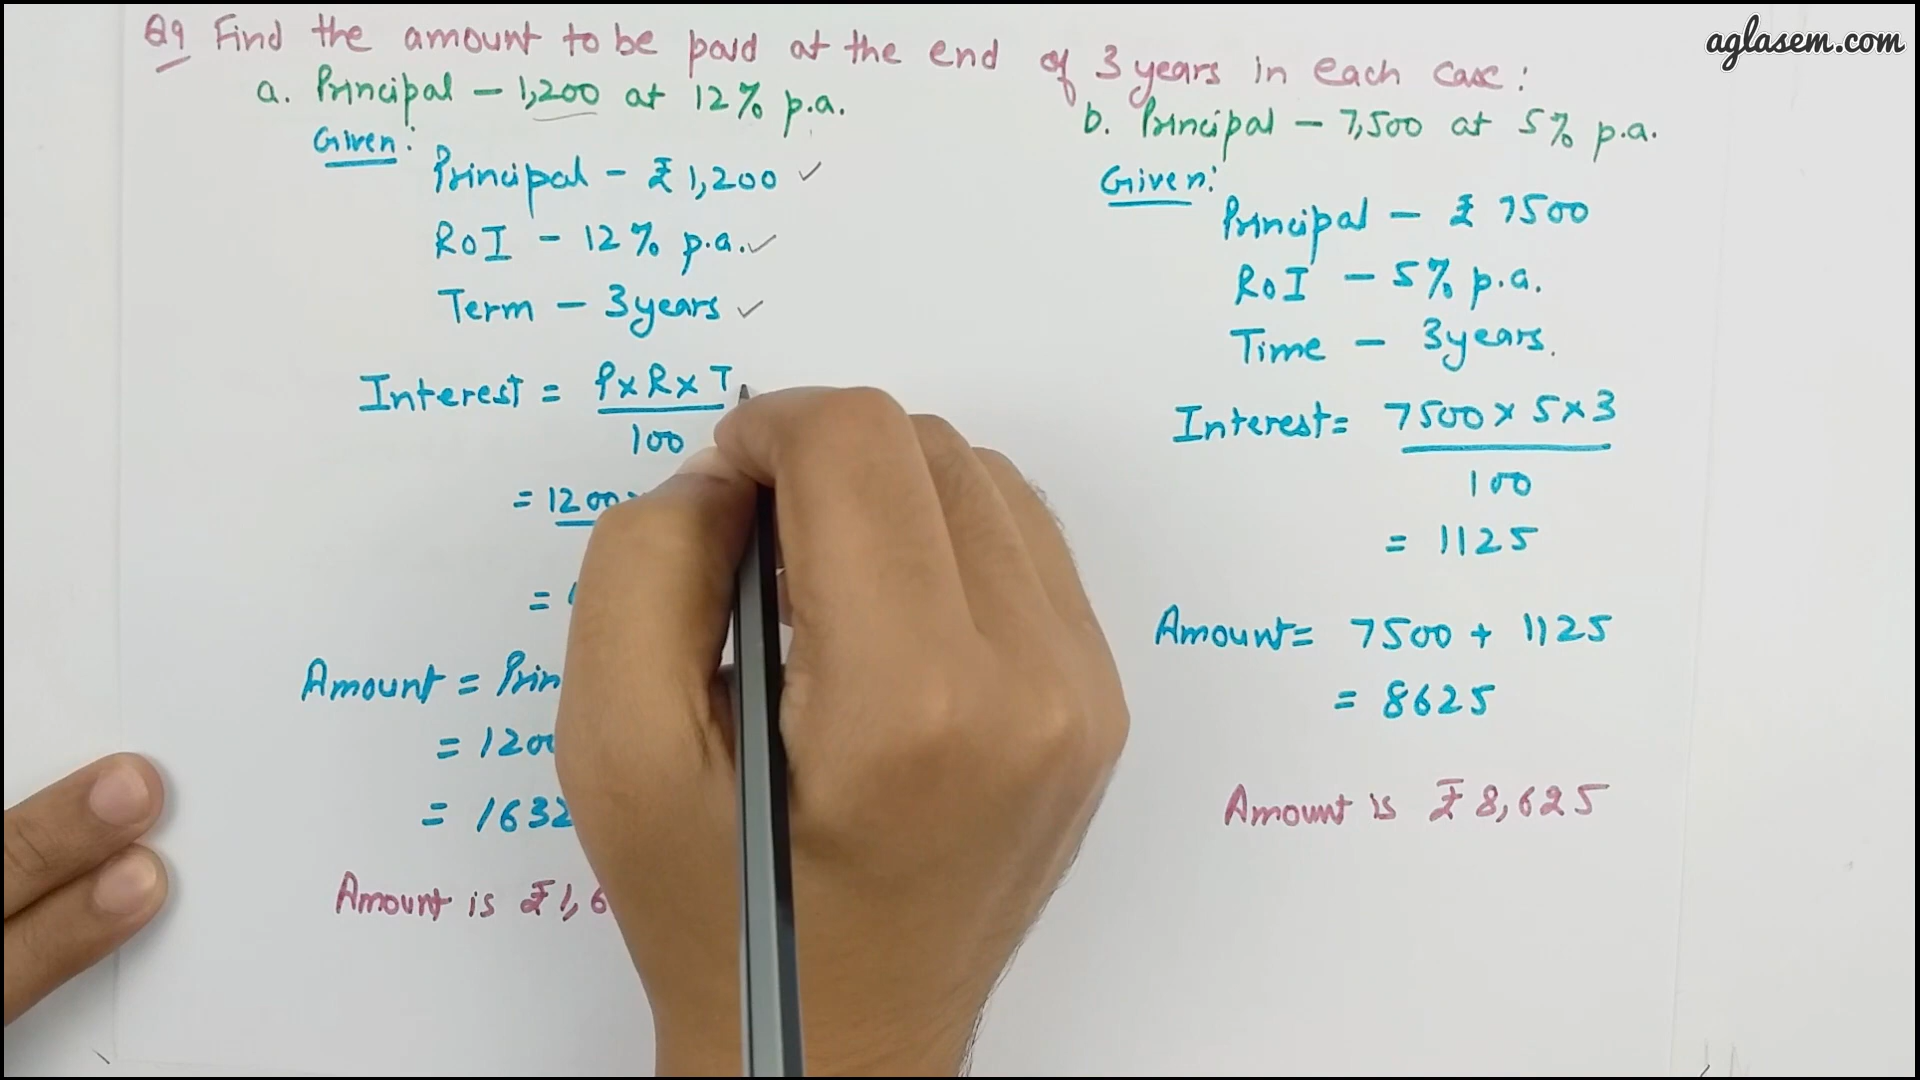 aglasem.com
Q9 Find the amount to be paid at the end of 3 years in each case:
a. Principal - 1,200 at 12% p.a.
Given:
Principal - ₹ 1,200 ✓
RoI - 12% p.a. ✓
Term - 3 years ✓
Interest = P×R×T
100
= 1200×
=
Amount = Prin
= 1200
= 1632
Amount is ₹1,6
b. Principal - 7,500 at 5% p.a.
Given:
Principal - ₹ 7500
RoI - 5% p.a.
Time - 3 years.
Interest = 7500 × 5 × 3
100
= 1125
Amount = 7500 + 1125
= 8625
Amount is ₹ 8,625